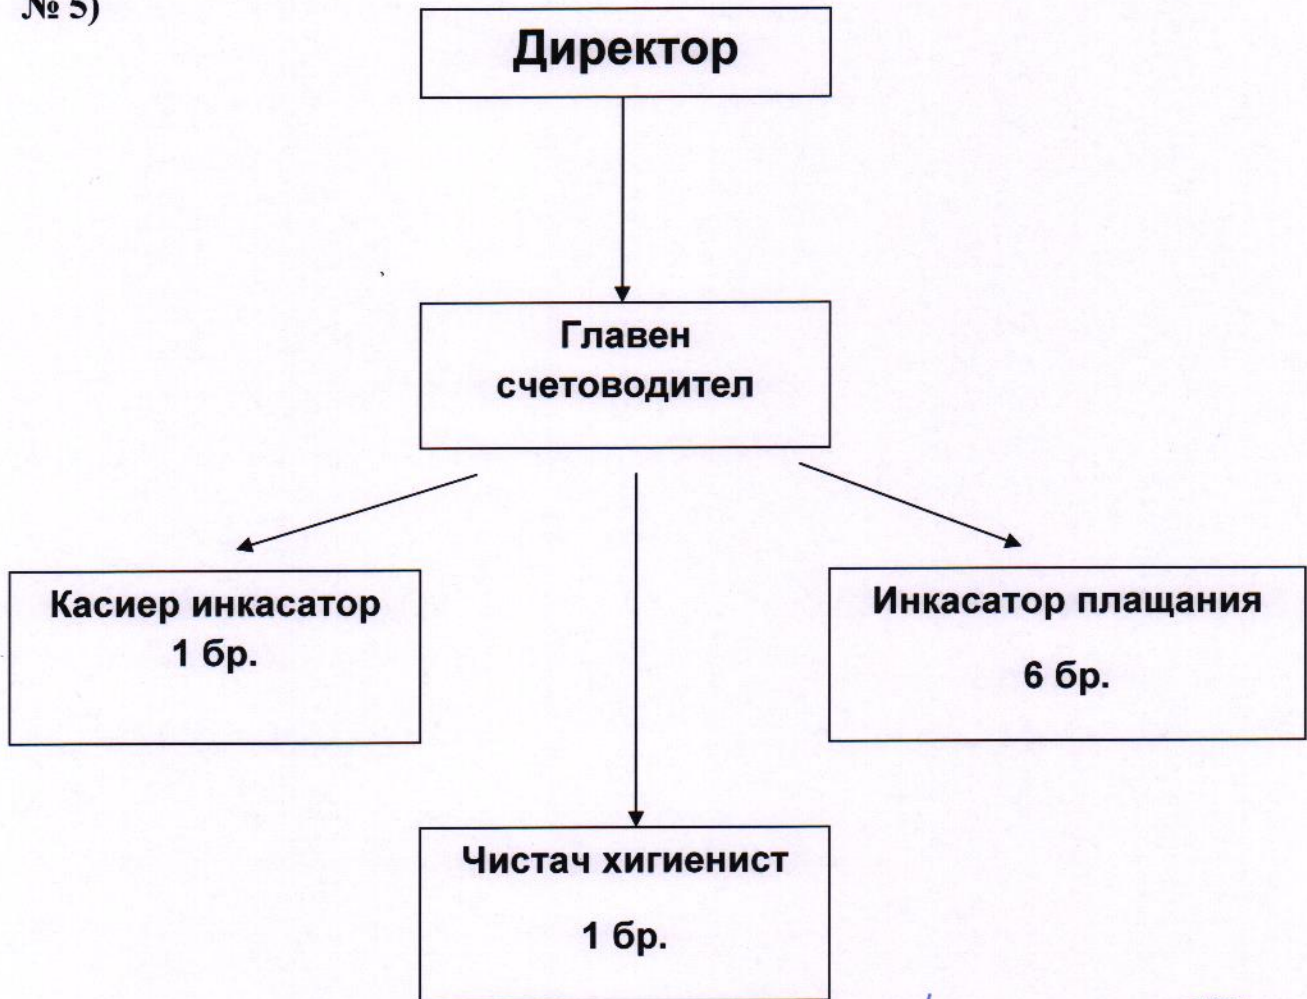 № 5)
Директор
Главен
счетоводител
Касиер инкасатор
1 бр.
Инкасатор плащания
6 бр.
Чистач хигиенист
1 бр.